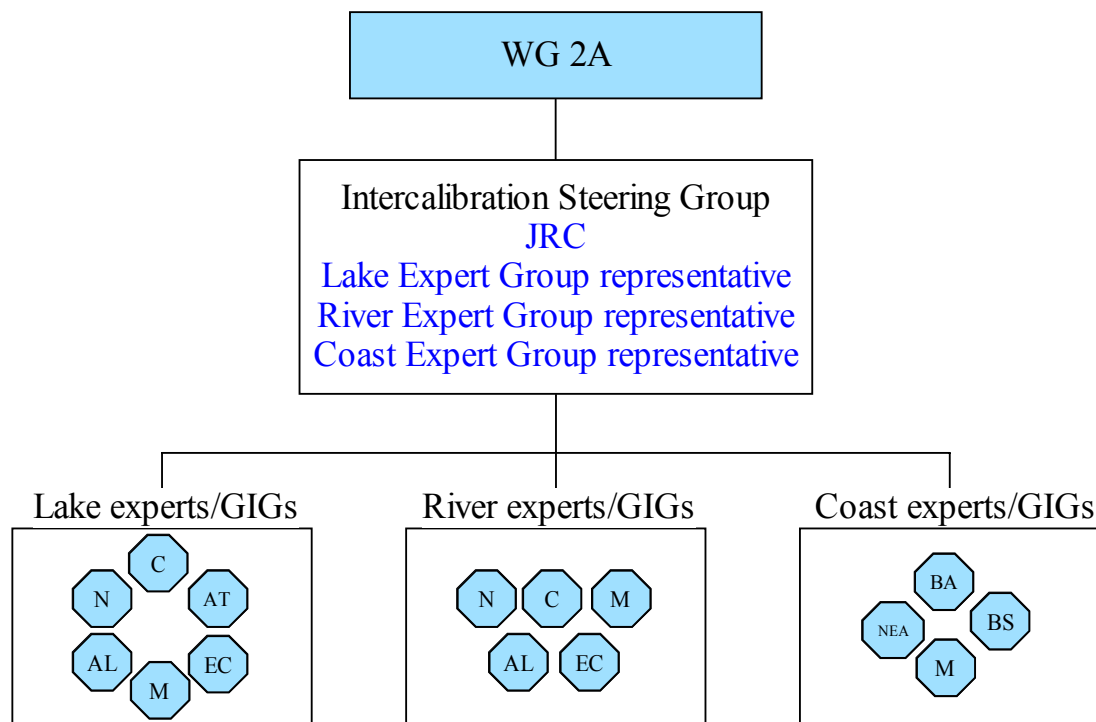 WG 2A
Intercalibration Steering Group
JRC
Lake Expert Group representative
River Expert Group representative
Coast Expert Group representative
Lake experts/GIGs
C
N
AT
AL
EC
M
River experts/GIGs
N
C
M
AL
EC
Coast experts/GIGs
BA
NEA
BS
M